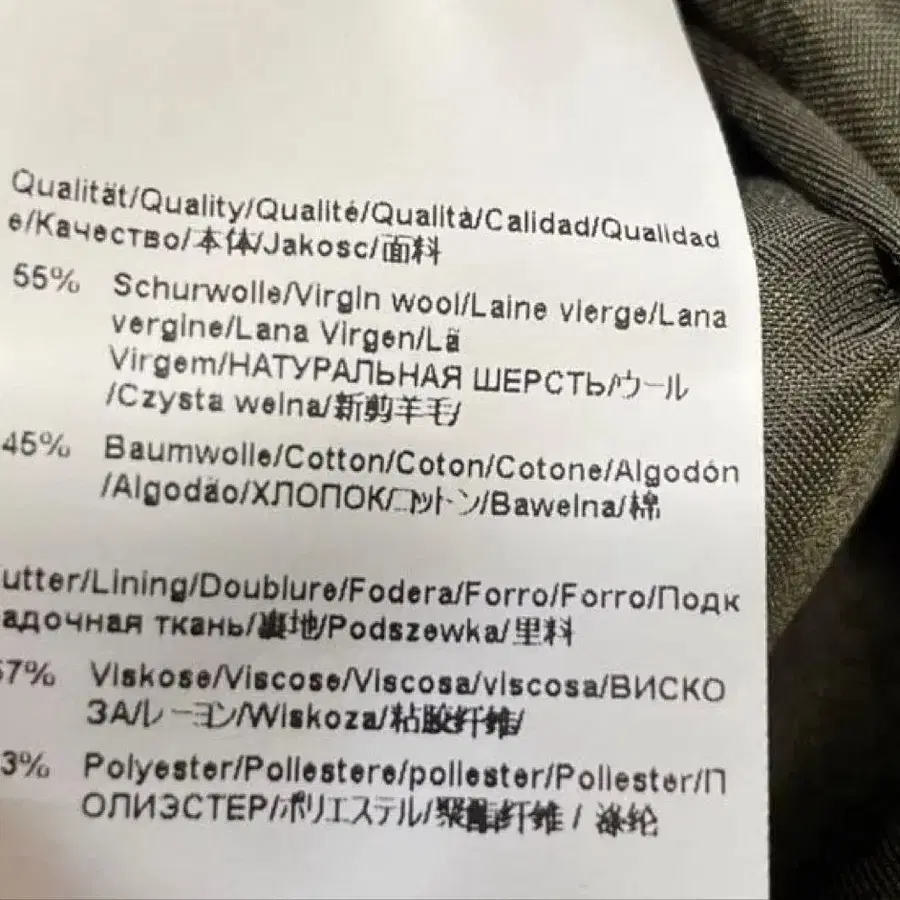 Qualität/Quality/Qualité/Qualità/Calidad/Qualidad
e/Качество/本体/Jakosc/面料
55% Schurwolle/Virgin wool/Laine vierge/Lana
vergine/Lana Virgen/Lã
Virgem/НАТУРАЛЬНАЯ ШЕРСТЬ/ウール
/Czysta welna/新剪羊毛/
45% Baumwolle/Cotton/Coton/Cotone/Algodón
/Algodão/ХЛОПОК/コットン/Bawelna/棉
utter/Lining/Doublure/Fodera/Forro/Forro/Подк
адочная ткань/裏地/Podszewka/里料
7% Viskose/Viscose/Viscosa/viscosa/ВИСКО
ЗА/レーヨン/Wiskoza/粘胶纤维/
3% Polyester/Poliestere/poliester/Poliester/П
ОЛИЭСТЕР/ポリエステル/聚酯纤维 / 涤纶